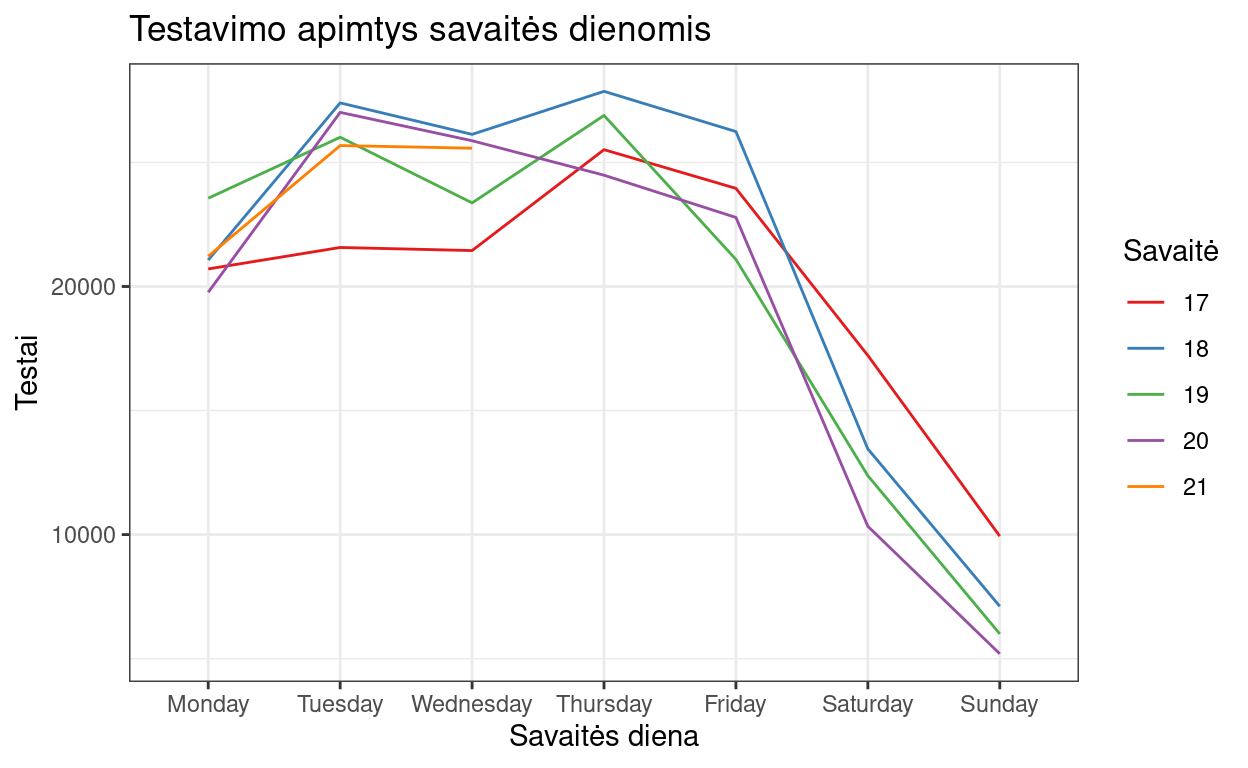 Testavimo apimtys savaitės dienomis
Testai
20000
10000
Monday Tuesday Wednesday Thursday Friday Saturday Sunday
Savaitės diena
Savaitė
17
18
19
20
21